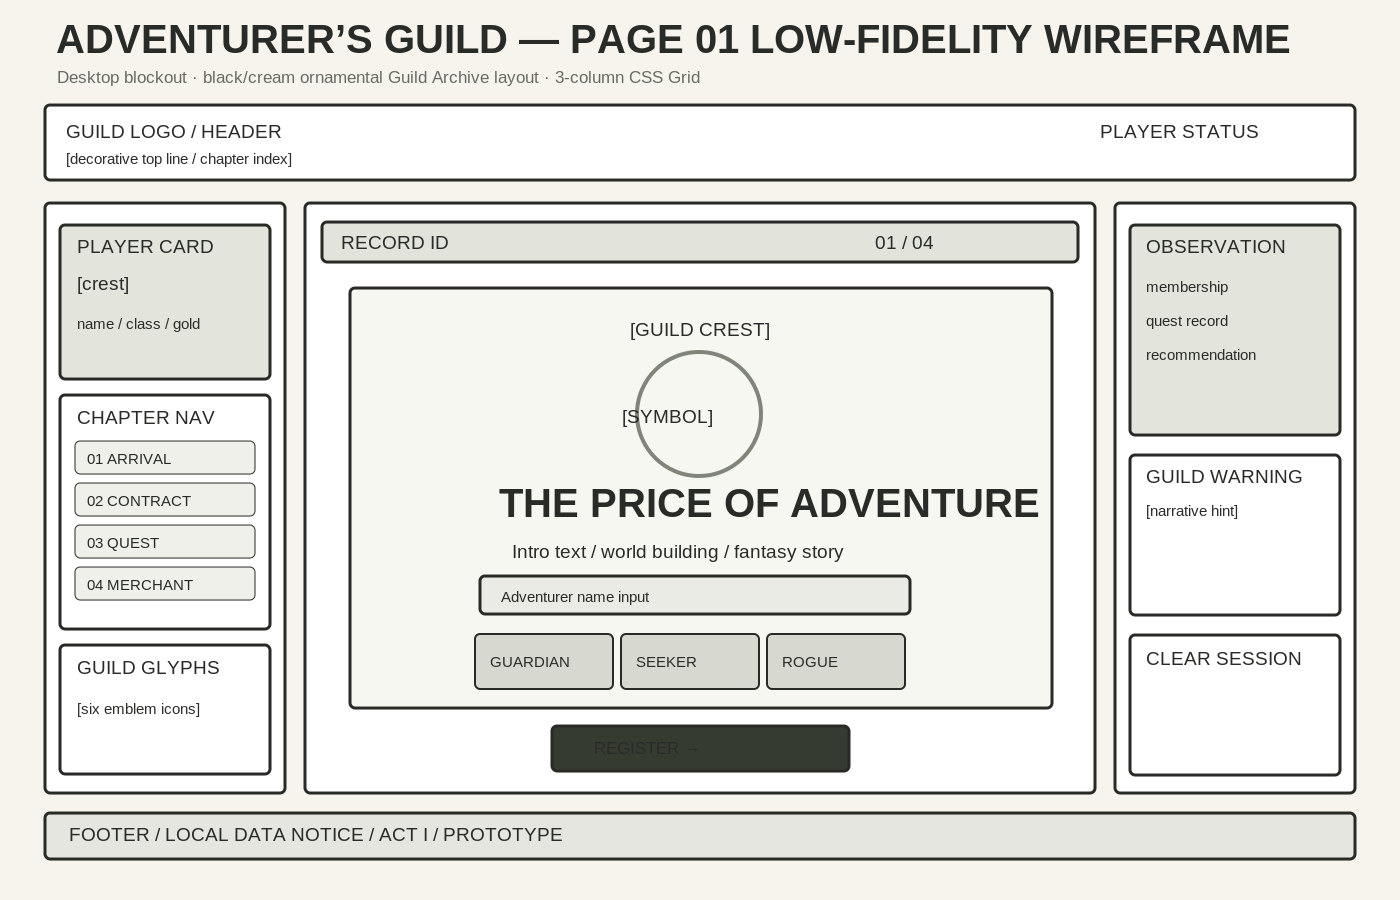 ADVENTURER’S GUILD — PAGE 01 LOW-FIDELITY WIREFRAME
Desktop blockout · black/cream ornamental Guild Archive layout · 3-column CSS Grid
GUILD LOGO / HEADER
PLAYER STATUS
[decorative top line / chapter index]
PLAYER CARD
[crest]
name / class / gold
CHAPTER NAV
01 ARRIVAL
02 CONTRACT
03 QUEST
04 MERCHANT
GUILD GLYPHS
[six emblem icons]
RECORD ID
01 / 04
[GUILD CREST]
[SYMBOL]
THE PRICE OF ADVENTURE
Intro text / world building / fantasy story
Adventurer name input
GUARDIAN
SEEKER
ROGUE
REGISTER →
OBSERVATION
membership
quest record
recommendation
GUILD WARNING
[narrative hint]
CLEAR SESSION
FOOTER / LOCAL DATA NOTICE / ACT I / PROTOTYPE